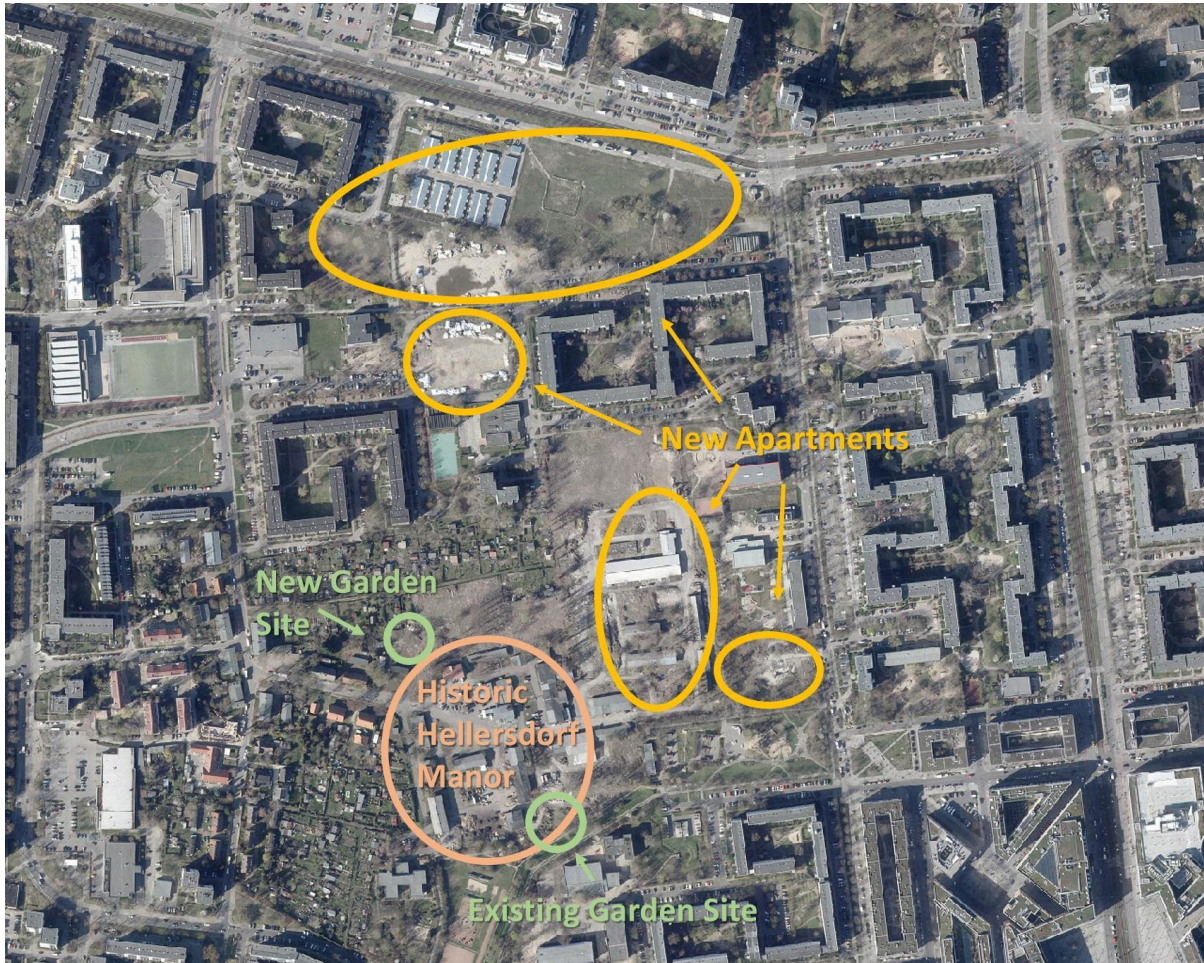 New Apartments
New Garden
Site
Historic
Hellersdorf
Manor
Existing Garden Site